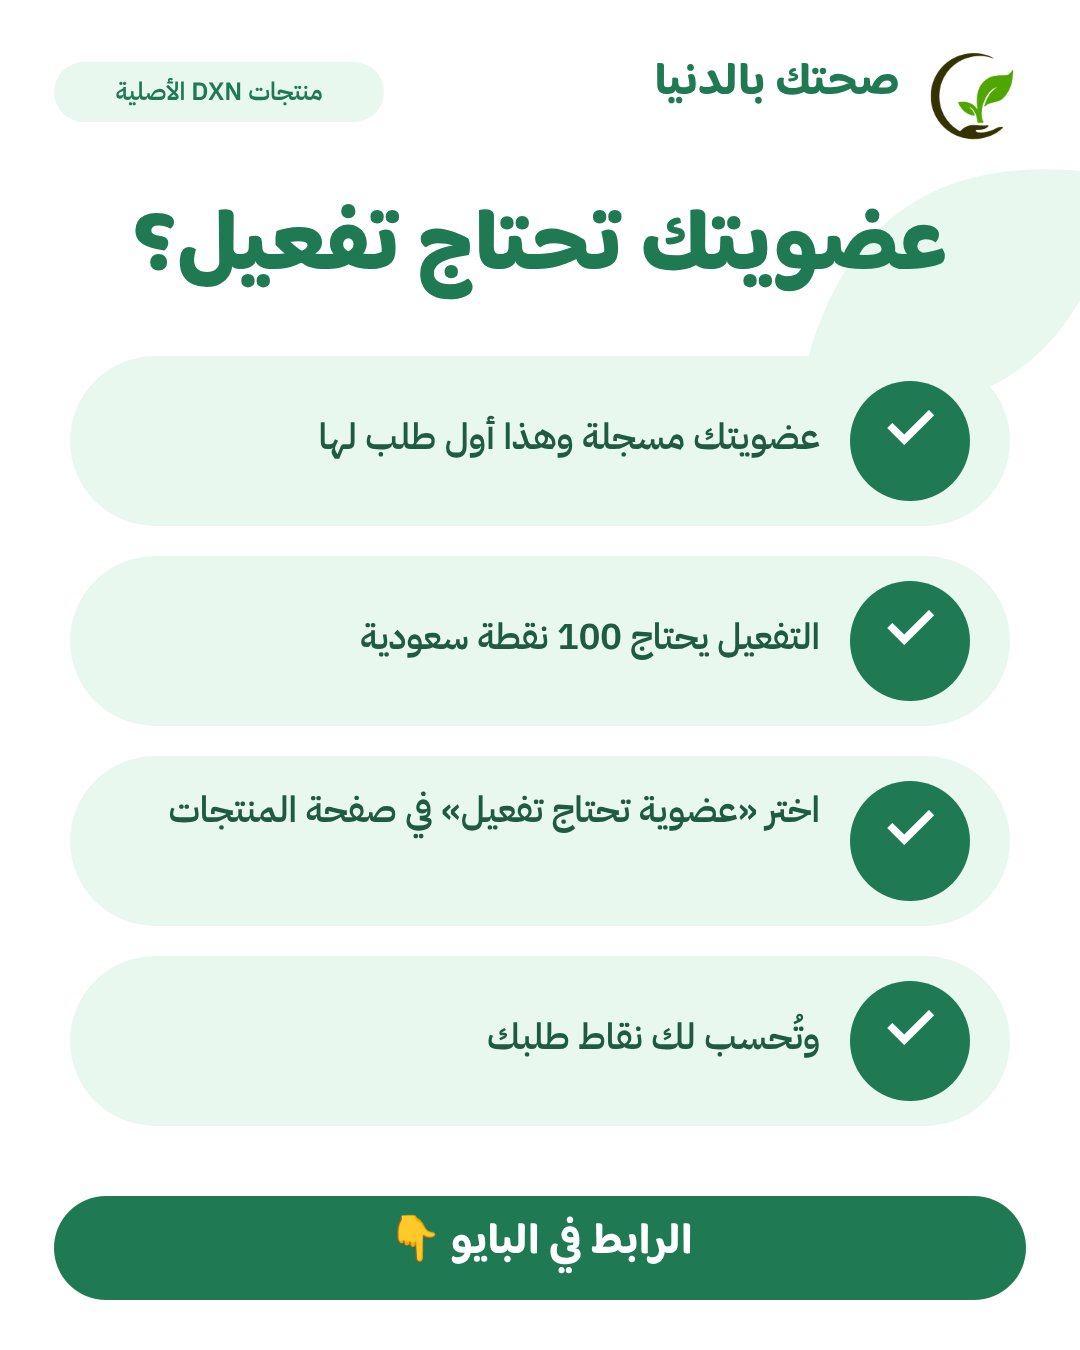 صحتك بالدنيا
منتجات DXN الأصلية
عضويتك تحتاج تفعيل؟
عضويتك مسجلة وهذا أول طلب لها
التفعيل يحتاج 100 نقطة سعودية
اختر «عضوية تحتاج تفعيل» في صفحة المنتجات
وتُحسب لك نقاط طلبك
الرابط في البايو 👇